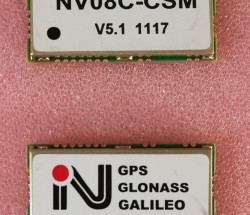 NV08C-CSM
V5.1 1117
GPS
GLONASS
GALILEO